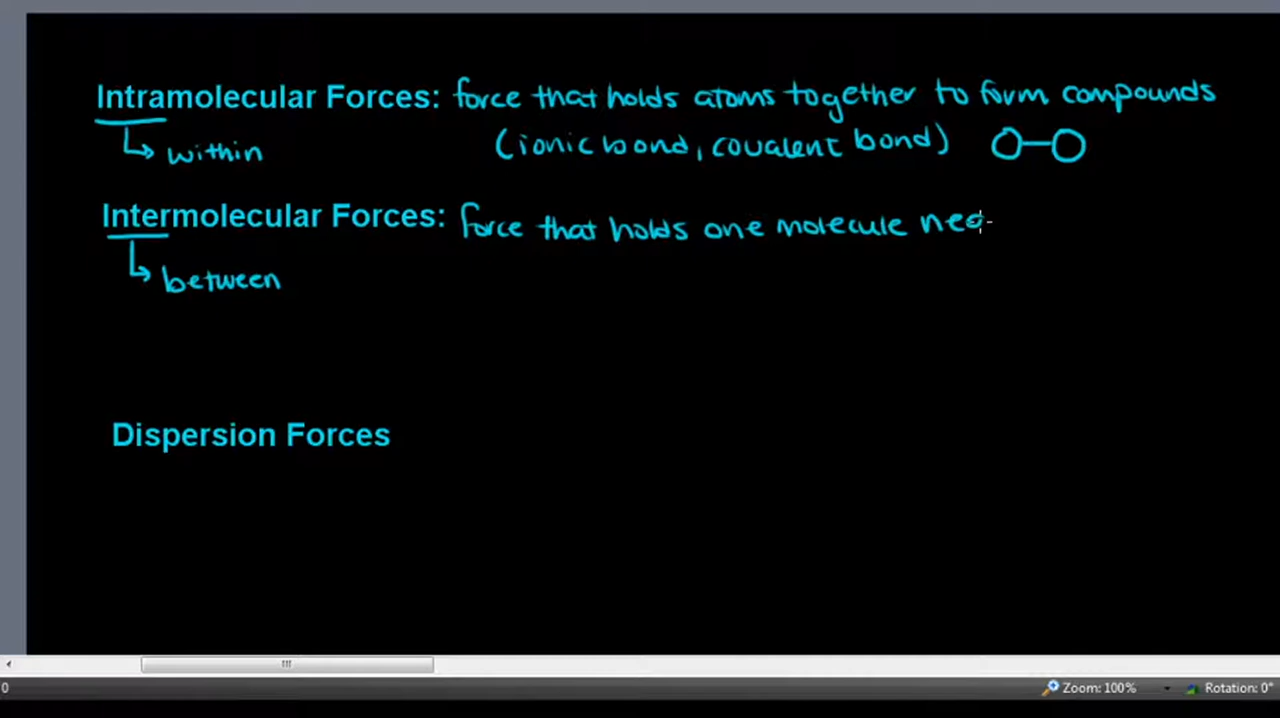 Intramolecular Forces: force that holds atoms together to form compounds
within (ionic bond, covalent bond)
Intermolecular Forces: force that holds one molecule nea
between
Dispersion Forces
0 Zoom: 100% Rotation: 0°